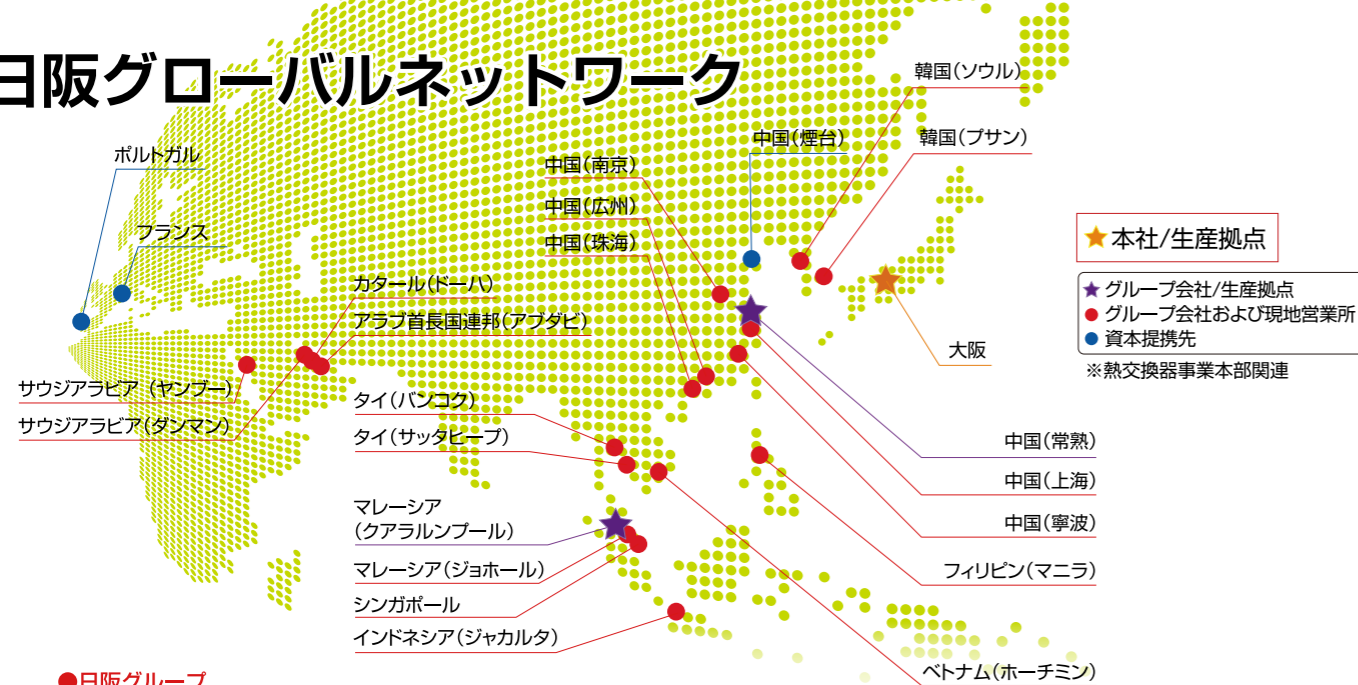 日阪グローバルネットワーク
韓国(ソウル)
韓国(プサン)
中国(煙台)
ポルトガル
フランス
中国(南京)
中国(広州)
中国(珠海)
カタール(ドーハ)
アラブ首長国連邦(アブダビ)
サウジアラビア (ヤンブー)
サウジアラビア(ダンマン)
タイ(バンコク)
タイ(サッタヒープ)
マレーシア
(クアラルンプール)
マレーシア(ジョホール)
シンガポール
インドネシア(ジャカルタ)
大阪
中国(常熟)
中国(上海)
中国(寧波)
フィリピン(マニラ)
ベトナム(ホーチミン)
★本社/生産拠点
★グループ会社/生産拠点
●グループ会社および現地営業所
●資本提携先
※熱交換器事業本部関連
●日阪グループ